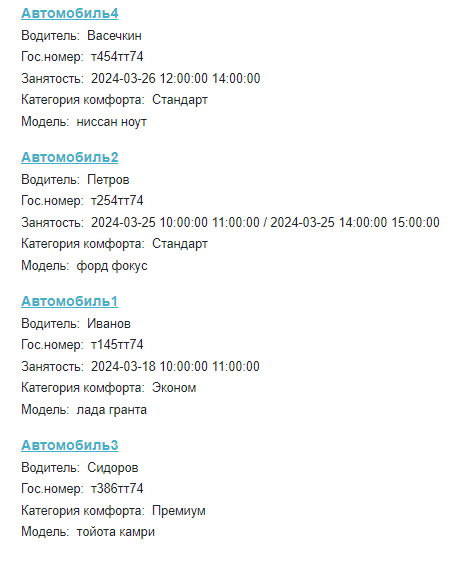 Автомобиль4
Водитель: Васечкин
Гос.номер: т454тт74
Занятость: 2024-03-26 12:00:00 14:00:00
Категория комфорта: Стандарт
Модель: ниссан ноут
Автомобиль2
Водитель: Петров
Гос.номер: т254тт74
Занятость: 2024-03-25 10:00:00 11:00:00 / 2024-03-25 14:00:00 15:00:00
Категория комфорта: Стандарт
Модель: форд фокус
Автомобиль1
Водитель: Иванов
Гос.номер: т145тт74
Занятость: 2024-03-18 10:00:00 11:00:00
Категория комфорта: Эконом
Модель: лада гранта
Автомобиль3
Водитель: Сидоров
Гос.номер: т386тт74
Категория комфорта: Премиум
Модель: тойота камри